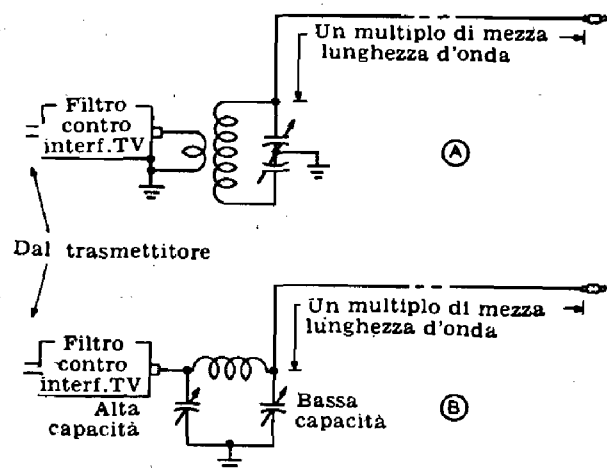 Un multiplo di mezza
lunghezza d'onda
Filtro
contro
interf.TV
A
Dal trasmettitore
Un multiplo di mezza
lunghezza d'onda
Filtro
contro
interf.TV
Alta
capacità
Bassa
capacità
B